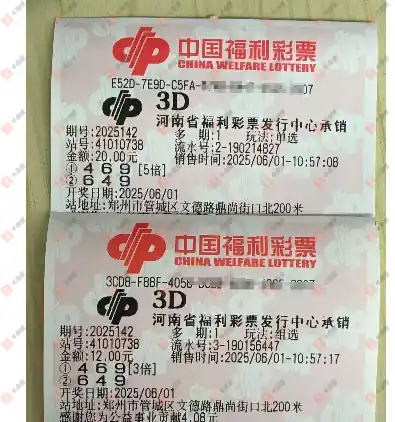 中国福利彩票
CHINA WELFARE LOTTERY
E52D-7E9D-C5FA-
07
3D
河南省福利彩票发行中心承销
期号:2025142 多 期:1 玩法:单选
站号:41010738 流水号:2-190214827
金额:20.00元 销售时间:2025/06/01-10:57:08
① 4 6 9 [5倍]
② 6 4 9
开奖日期:2025/06/01
站地址:郑州市管城区文德路鼎尚街口北200米
中国福利彩票
CHINA WELFARE LOTTERY
3CD8-F88F-4056-
3D
河南省福利彩票发行中心承销
期号:2025142 多 期:1 玩法:组选
站号:41010738 流水号:3-190156447
金额:12.00元 销售时间:2025/06/01-10:57:17
① 4 6 9 [3倍]
② 6 4 9
开奖日期:2025/06/01
站地址:郑州市管城区文德路鼎尚街口北200米
感谢您为公益事业贡献4.08元